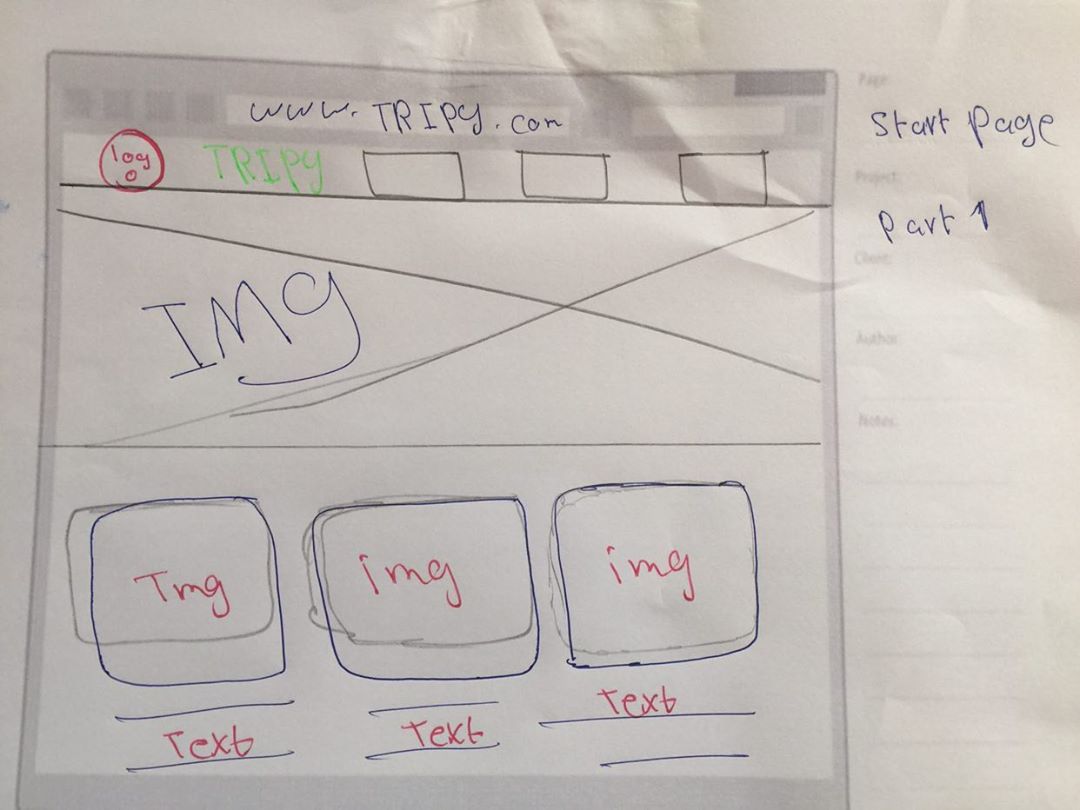 www.TRIPY.com
logo
TRIPY
IMg
Img
img
img
Text
Text
Text
Page:
Start Page
Project:
Part 1
Client:
Author:
Notes: